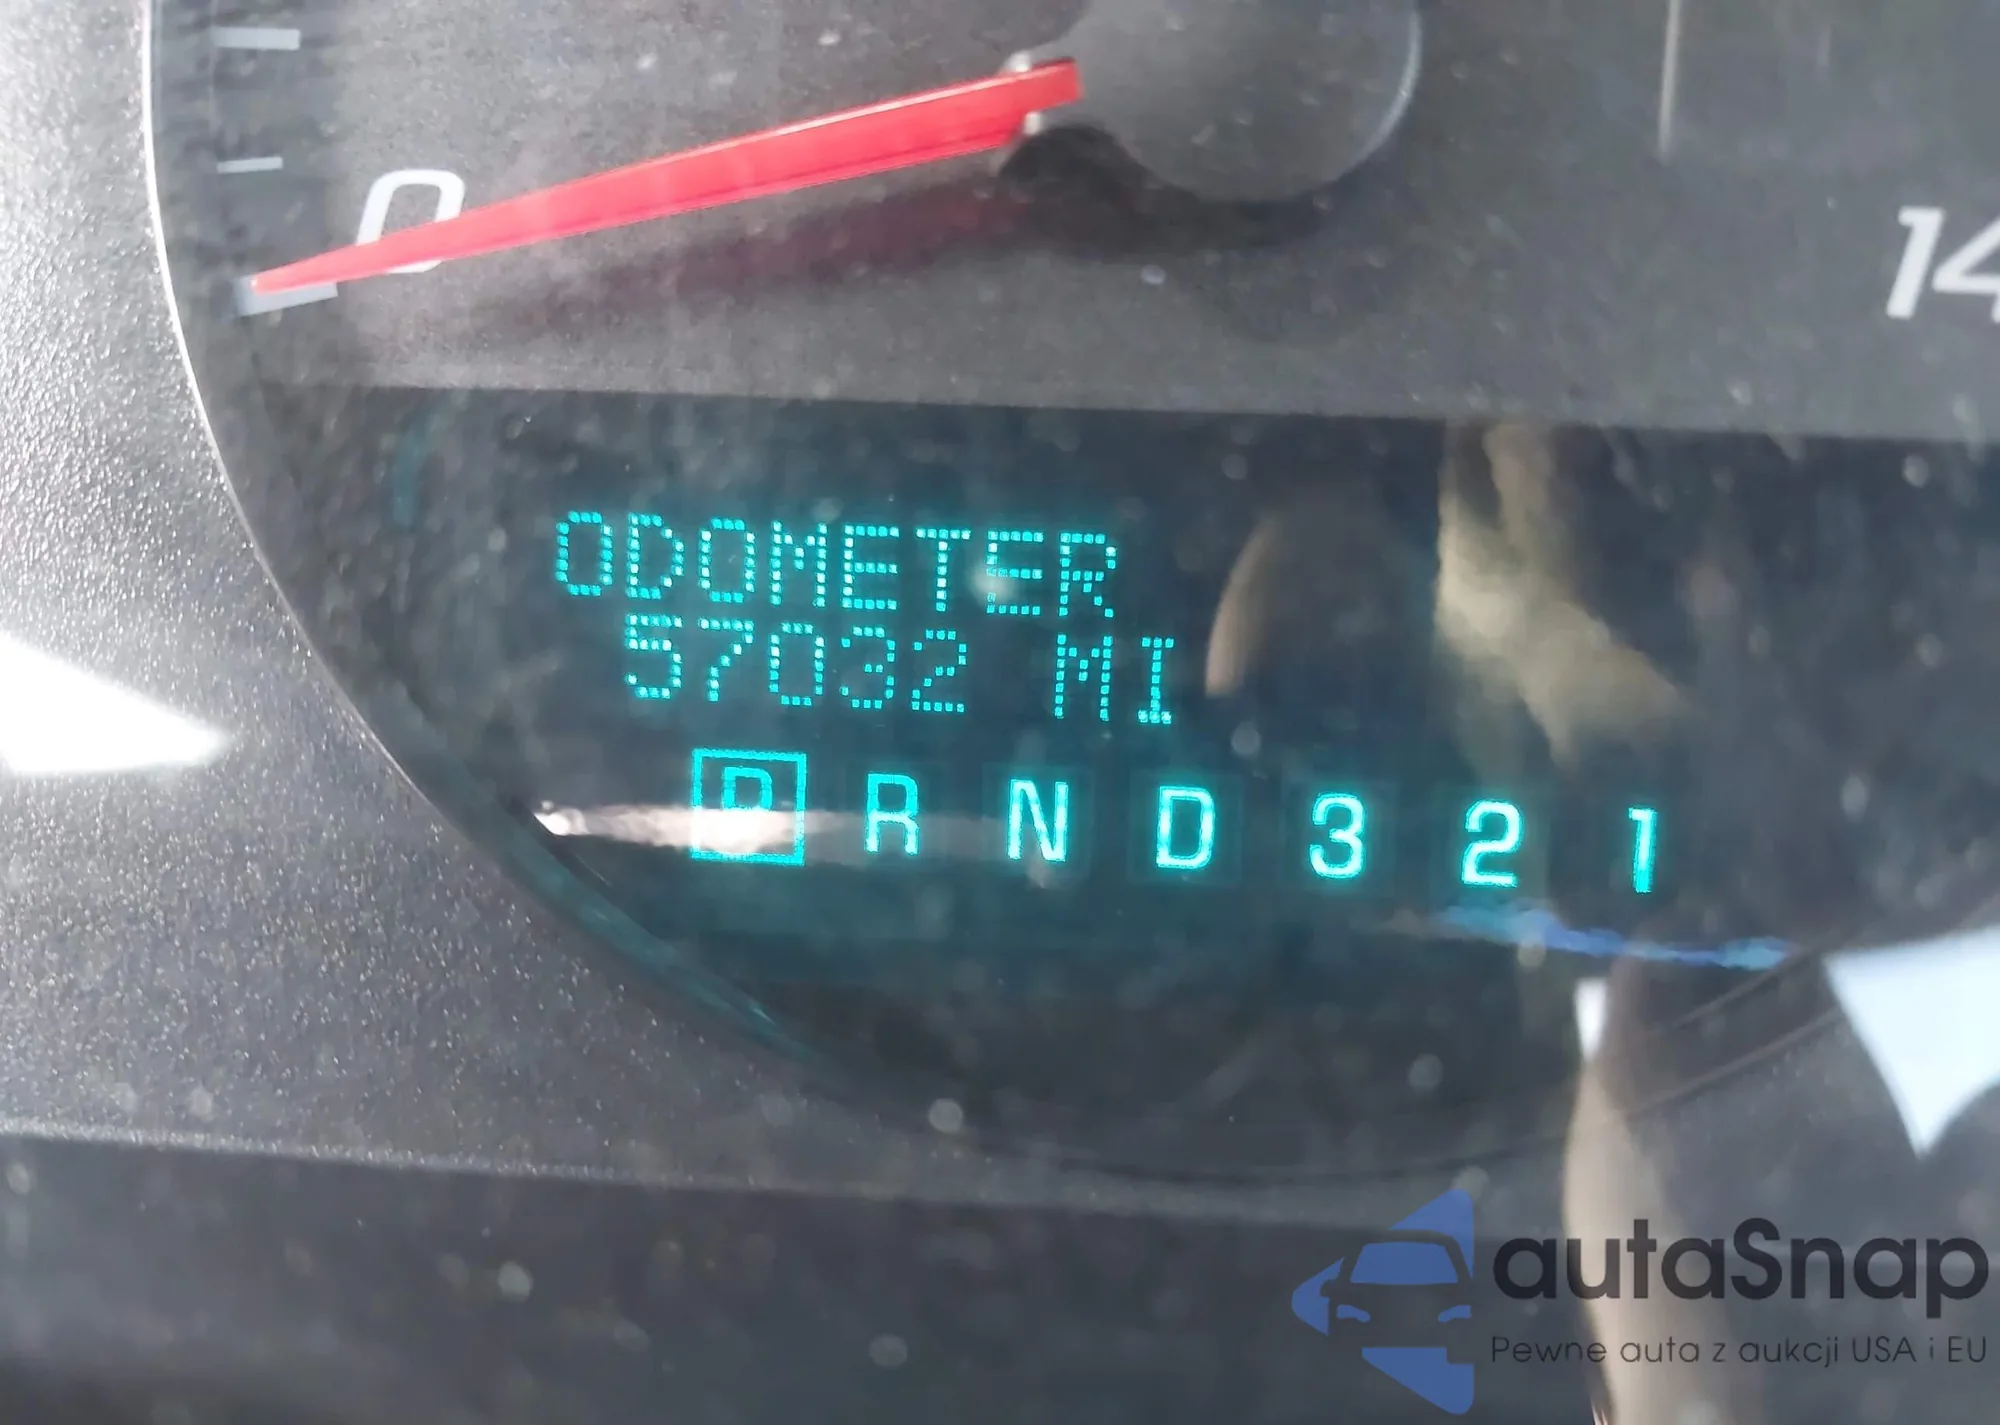 0
14
ODOMETER
57032 MI
P R N D 3 2 1
autaSnap
Pewne auta z aukcji USA i EU